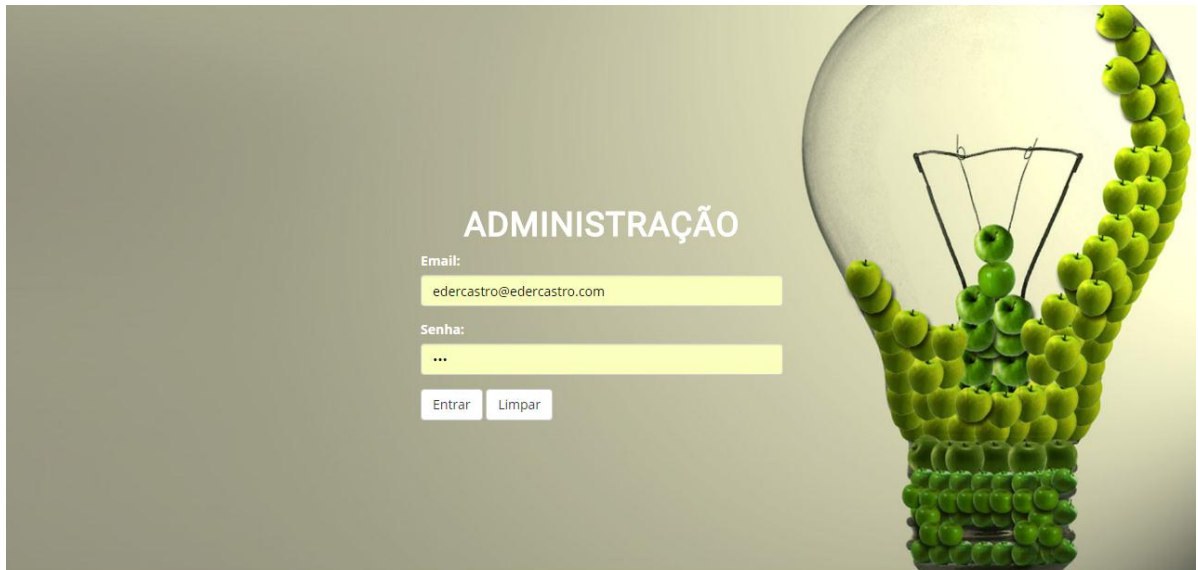 ADMINISTRAÇÃO
Email:
edercastro@edercastro.com
Senha:
•••
Entrar Limpar